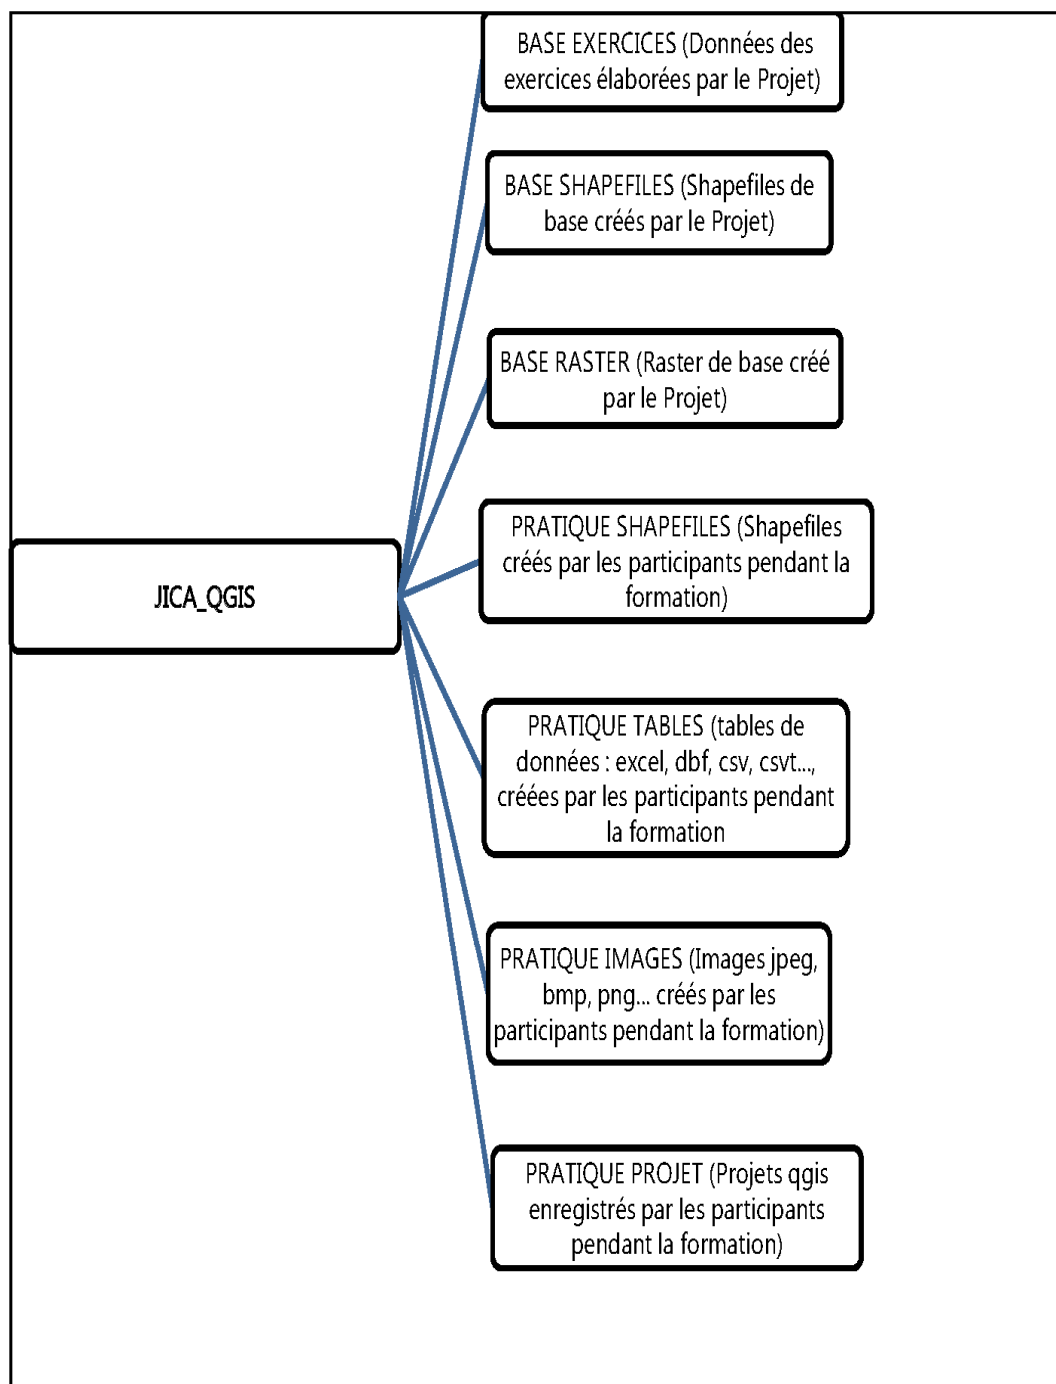 BASE EXERCICES (Données des
exercices élaborées par le Projet)
BASE SHAPEFILES (Shapefiles de
base créés par le Projet)
BASE RASTER (Raster de base créé
par le Projet)
PRATIQUE SHAPEFILES (Shapefiles
créés par les participants pendant la
formation)
JICA_QGIS
PRATIQUE TABLES (tables de
données : excel, dbf, csv, csvt...,
créées par les participants pendant
la formation
PRATIQUE IMAGES (Images jpeg,
bmp, png... créés par les
participants pendant la formation)
PRATIQUE PROJET (Projets qgis
enregistrés par les participants
pendant la formation)